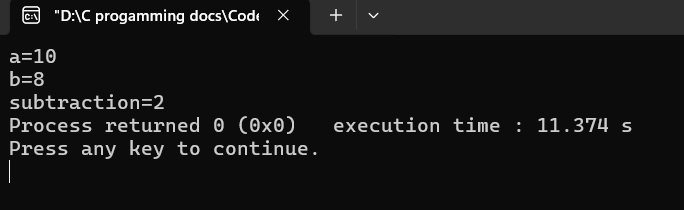 "D:\C progamming docs\Code
a=10
b=8
subtraction=2
Process returned 0 (0x0)   execution time : 11.374 s
Press any key to continue.